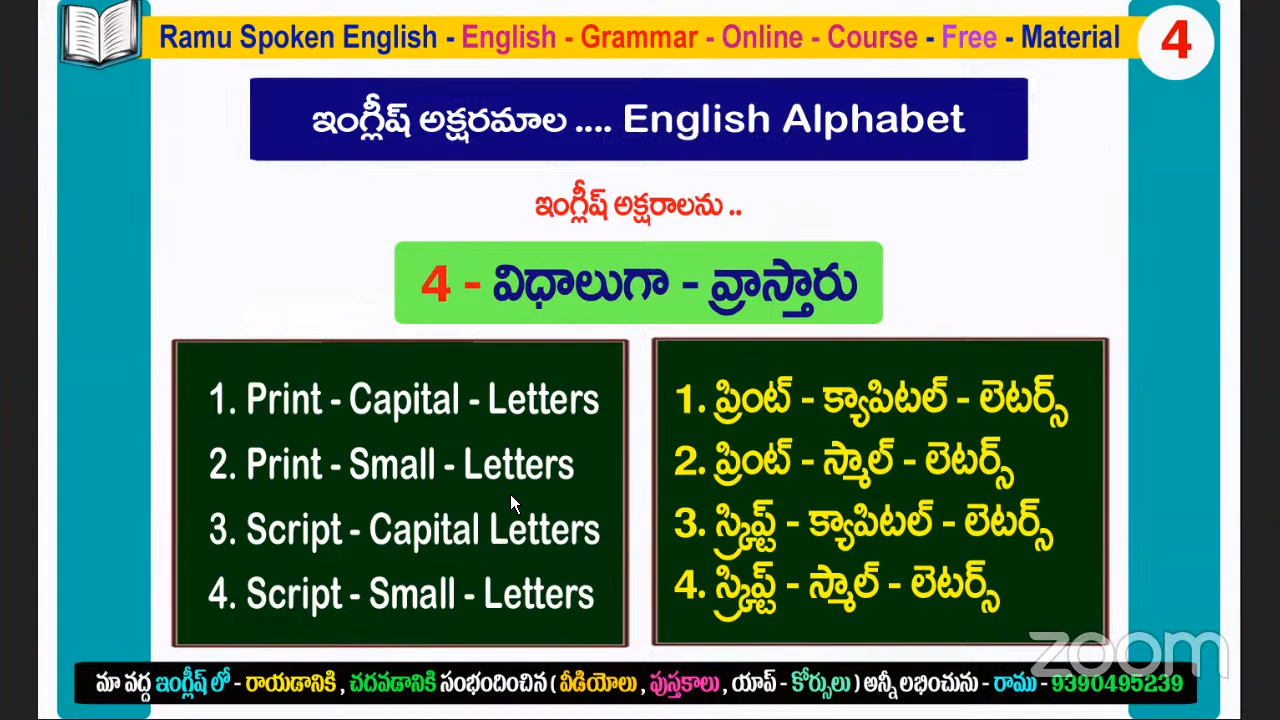 Ramu Spoken English - English - Grammar - Online - Course - Free - Material
4
ఇంగ్లీష్ అక్షరమాల .... English Alphabet
ఇంగ్లీష్ అక్షరాలను ..
4 - విధాలుగా - వ్రాస్తారు
1. Print - Capital - Letters
2. Print - Small - Letters
3. Script - Capital Letters
4. Script - Small - Letters
1. ప్రింట్ - క్యాపిటల్ - లెటర్స్
2. ప్రింట్ - స్మాల్ - లెటర్స్
3. స్క్రిప్ట్ - క్యాపిటల్ - లెటర్స్
4. స్క్రిప్ట్ - స్మాల్ - లెటర్స్
zoom
మా వద్ద ఇంగ్లీష్ లో - రాయడానికి , చదవడానికి సంభందించిన ( వీడియోలు , పుస్తకాలు , యాప్ - కోర్సులు ) అన్నీ లభించును - రాము - 9390495239